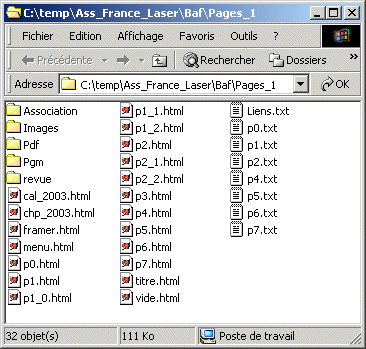 C:\temp\Ass_France_Laser\Baf\Pages_1
Fichier Edition Affichage Favoris Outils ? »
Précédente Rechercher Dossiers »
Adresse C:\temp\Ass_France_Laser\Baf\Pages_1 OK
Association
Images
Pdf
Pgm
revue
cal_2003.html
chp_2003.html
framer.html
menu.html
p0.html
p1.html
p1_0.html
p1_1.html
p1_2.html
p2.html
p2_1.html
p2_2.html
p3.html
p4.html
p5.html
p6.html
p7.html
titre.html
vide.html
Liens.txt
p0.txt
p1.txt
p2.txt
p4.txt
p5.txt
p6.txt
p7.txt
32 objet(s) 111 Ko Poste de travail